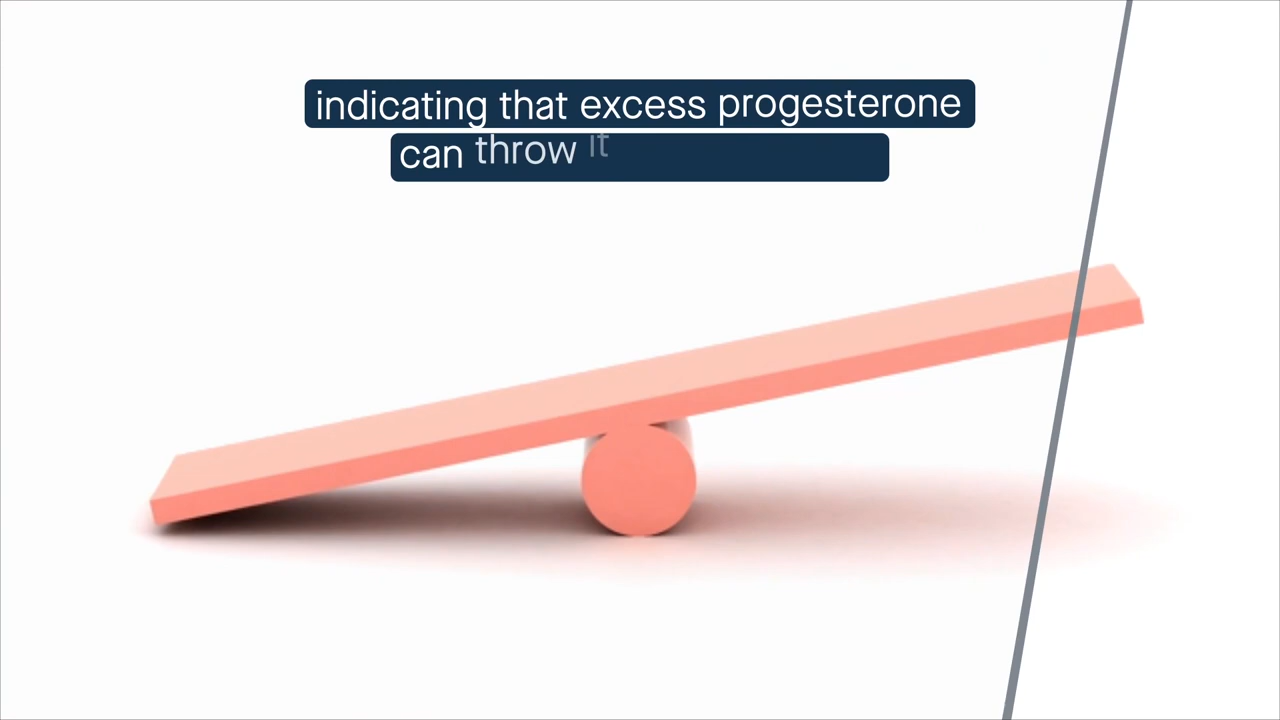 indicating that excess progesterone
can throw it